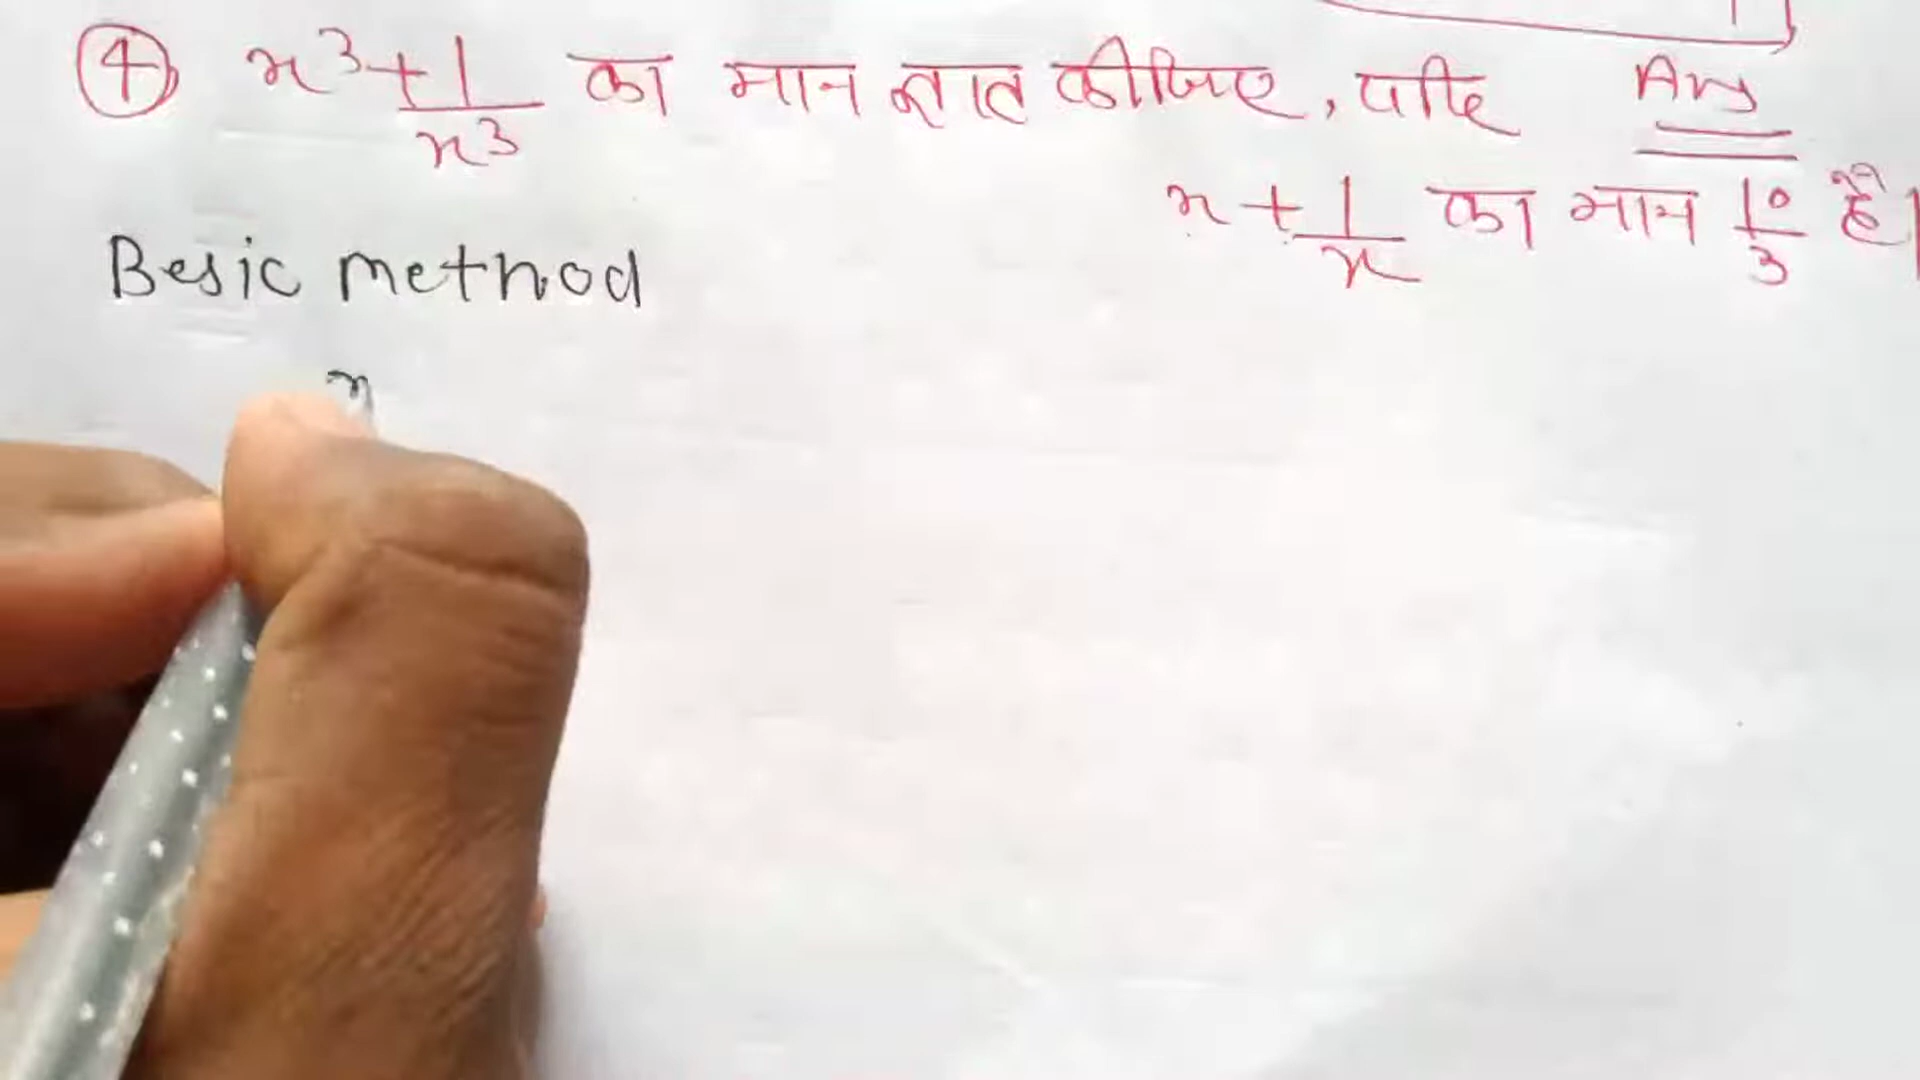 ④ x³ + 1/x³ का मान ज्ञात कीजिए, यदि
Ans
x + 1/x का मान 10/3 है।
Besic method
x